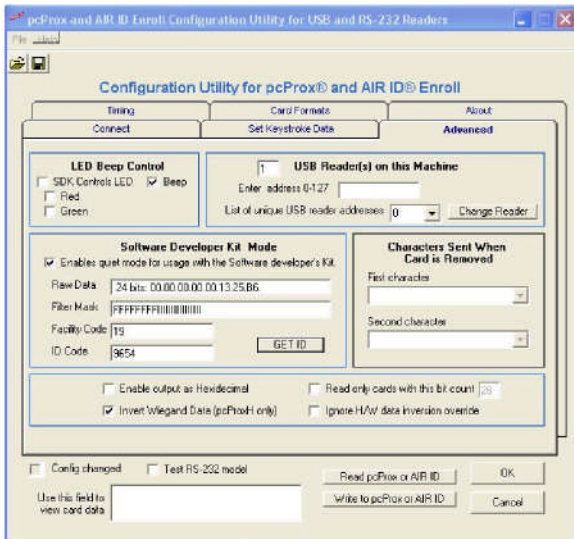 pcProx and AIR ID Enroll Configuration Utility for USB and RS-232 Readers
File Help
Configuration Utility for pcProx® and AIR ID® Enroll
Timing Card Formats About
Connect Set Keystroke Data Advanced
LED Beep Control
SDK Controls LED Beep
Red
Green
1 USB Reader(s) on this Machine
Enter address 0-127
List of unique USB reader addresses 0 Change Reader
Software Developer Kit Mode
Enables quiet mode for usage with the Software developer's Kit
Raw Data 24 bits: 00.00.00.00.00.13.25.B6
Filter Mask
Facility Code 19
ID Code 9654
GET ID
Characters Sent When
Card is Removed
First character
Second character
Enable output as Hexidecimal Read only cards with this bit count 26
Invert Wiegand Data (pcProxH only) Ignore H/W data inversion override
Config changed Test RS-232 model
Use this field to
view card data
Read pcProx or AIR ID OK
Write to pcProx or AIR ID Cancel